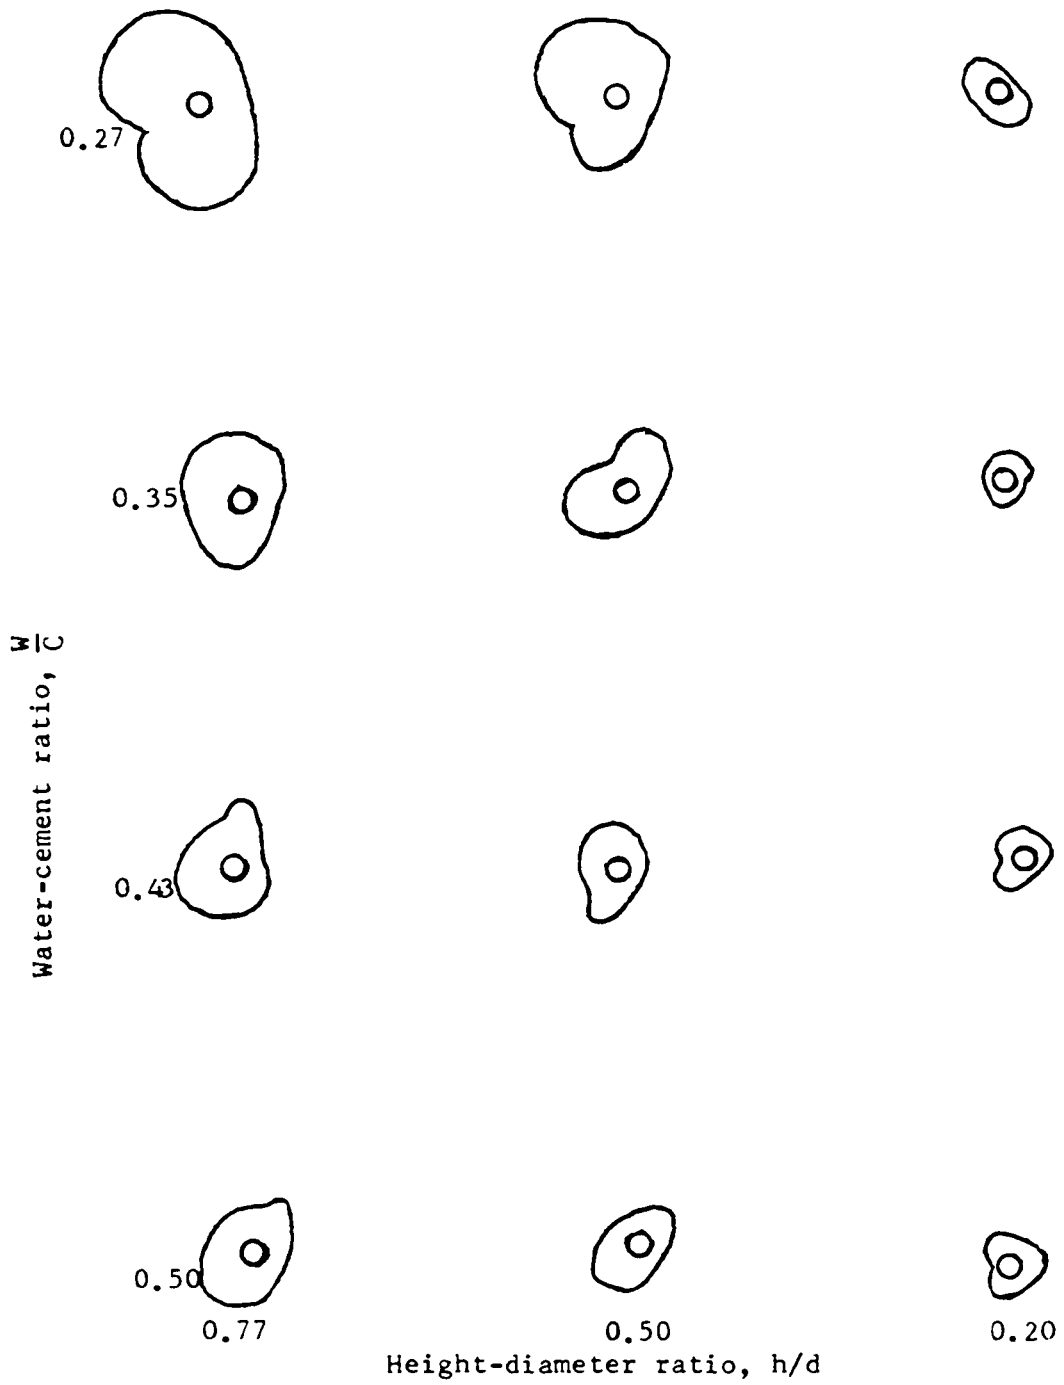 0.27
0.35
Water-cement ratio, W/C
0.43
0.50
0.77 0.50 0.20
Height-diameter ratio, h/d